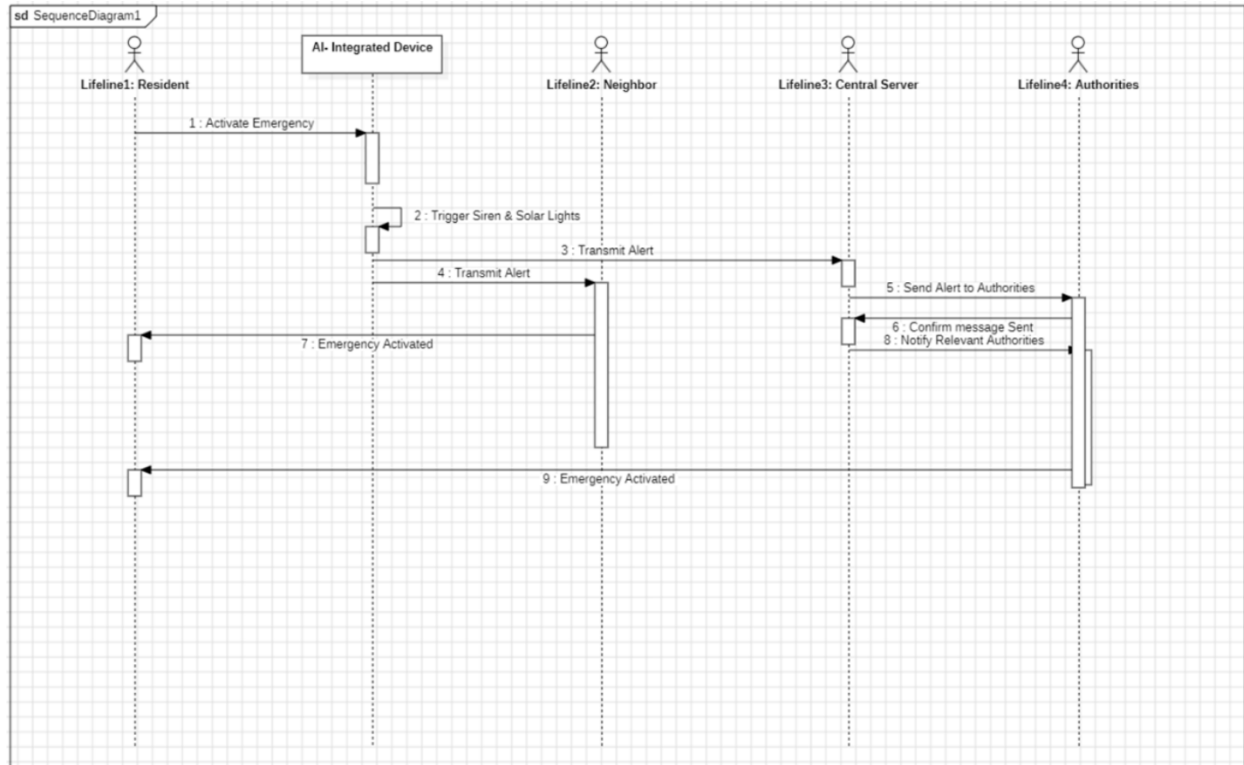 sd SequenceDiagram1
AI- Integrated Device
Lifeline1: Resident
Lifeline2: Neighbor
Lifeline3: Central Server
Lifeline4: Authorities
1 : Activate Emergency
2 : Trigger Siren & Solar Lights
3 : Transmit Alert
4 : Transmit Alert
5 : Send Alert to Authorities
6 : Confirm message Sent
8 : Notify Relevant Authorities
7 : Emergency Activated
9 : Emergency Activated